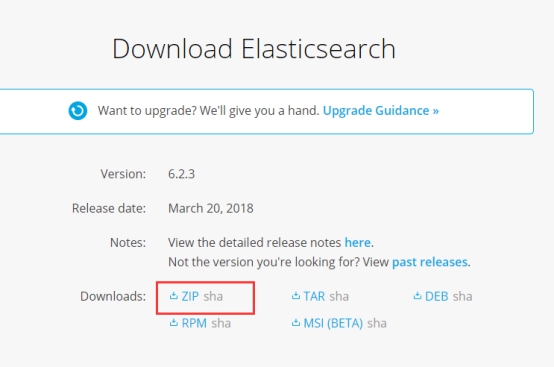 Download Elasticsearch
Want to upgrade? We'll give you a hand. Upgrade Guidance »
Version: 6.2.3
Release date: March 20, 2018
Notes: View the detailed release notes here.
Not the version you're looking for? View past releases.
Downloads: ZIP sha TAR sha DEB sha
RPM sha MSI (BETA) sha